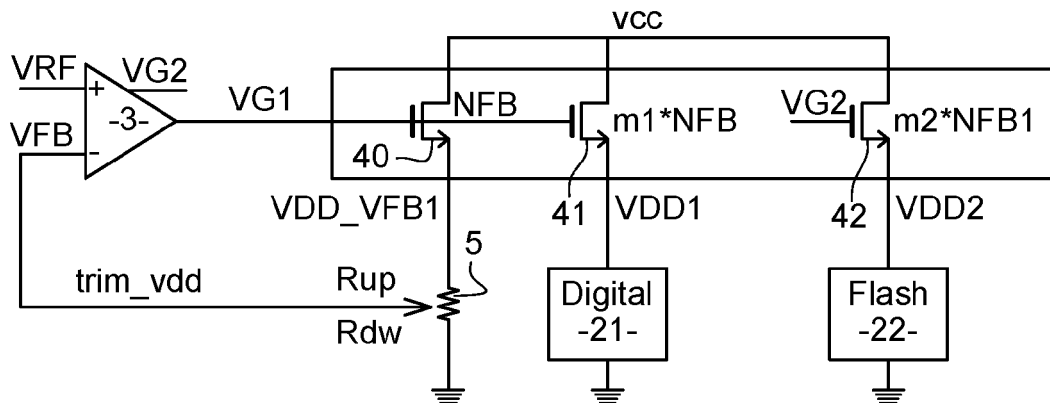 vcc
VRF
+
VG2
-3-
VFB
-
VG1
NFB
m1*NFB
VG2
m2*NFB1
40
41
42
VDD_VFB1
VDD1
VDD2
5
trim_vdd
Rup
Rdw
Digital
-21-
Flash
-22-